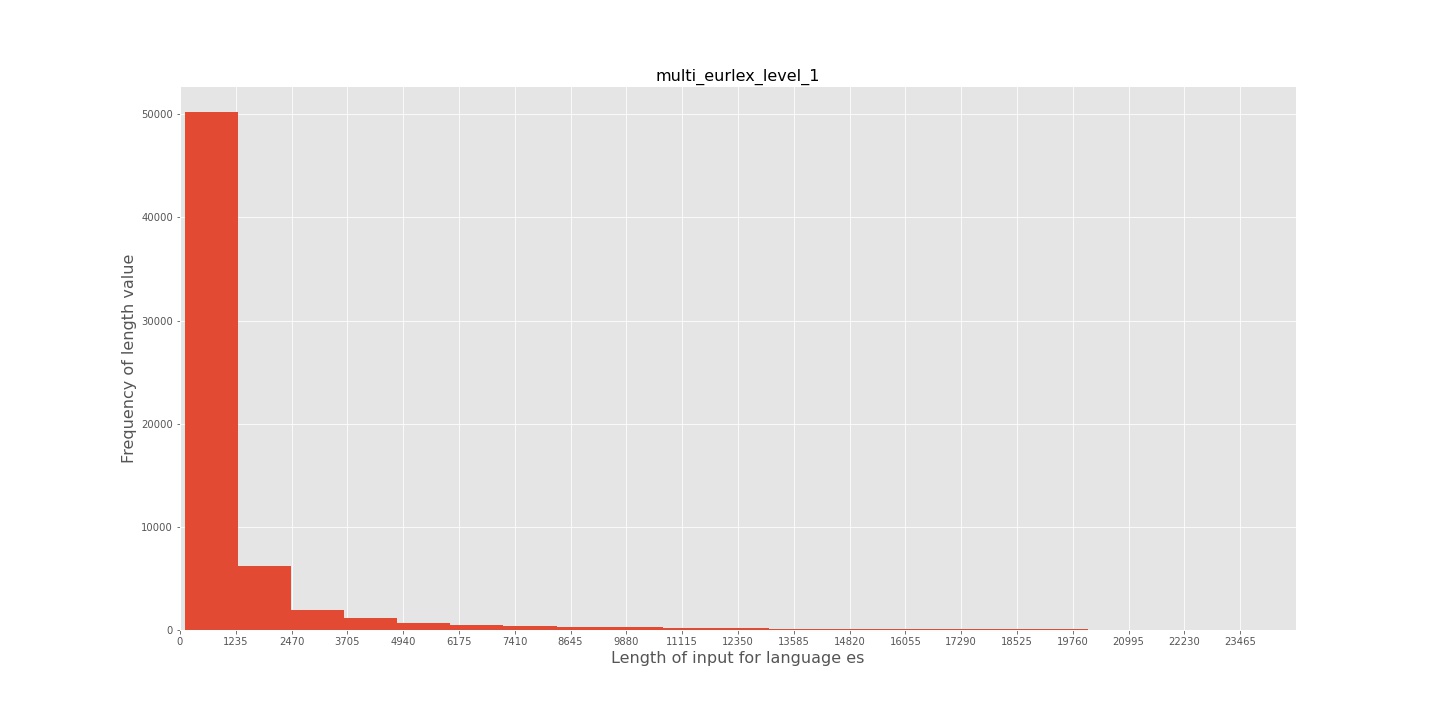 multi_eurlex_level_1
50000
40000
30000
20000
10000
0
Frequency of length value
0 1235 2470 3705 4940 6175 7410 8645 9880 11115 12350 13585 14820 16055 17290 18525 19760 20995 22230 23465
Length of input for language es